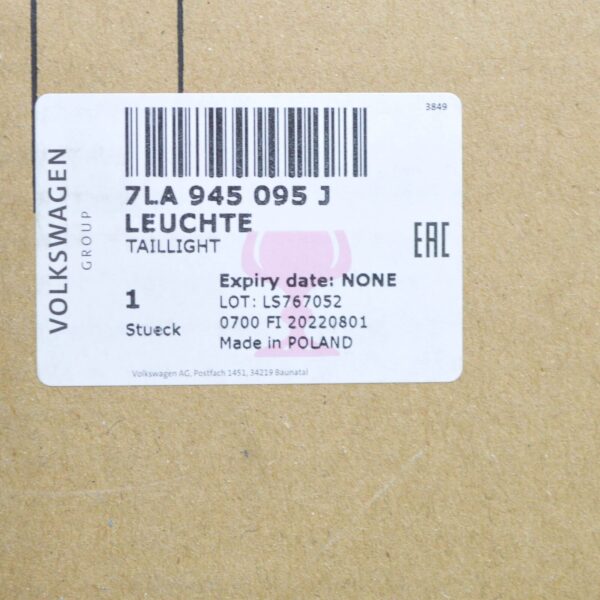 3849
VOLKSWAGEN
GROUP
7LA 945 095 J
LEUCHTE
TAILLIGHT
EAC
1
Stueck
Expiry date: NONE
LOT: LS767052
0700 FI 20220801
Made in POLAND
Volkswagen AG, Postfach 1451, 34219 Baunatal